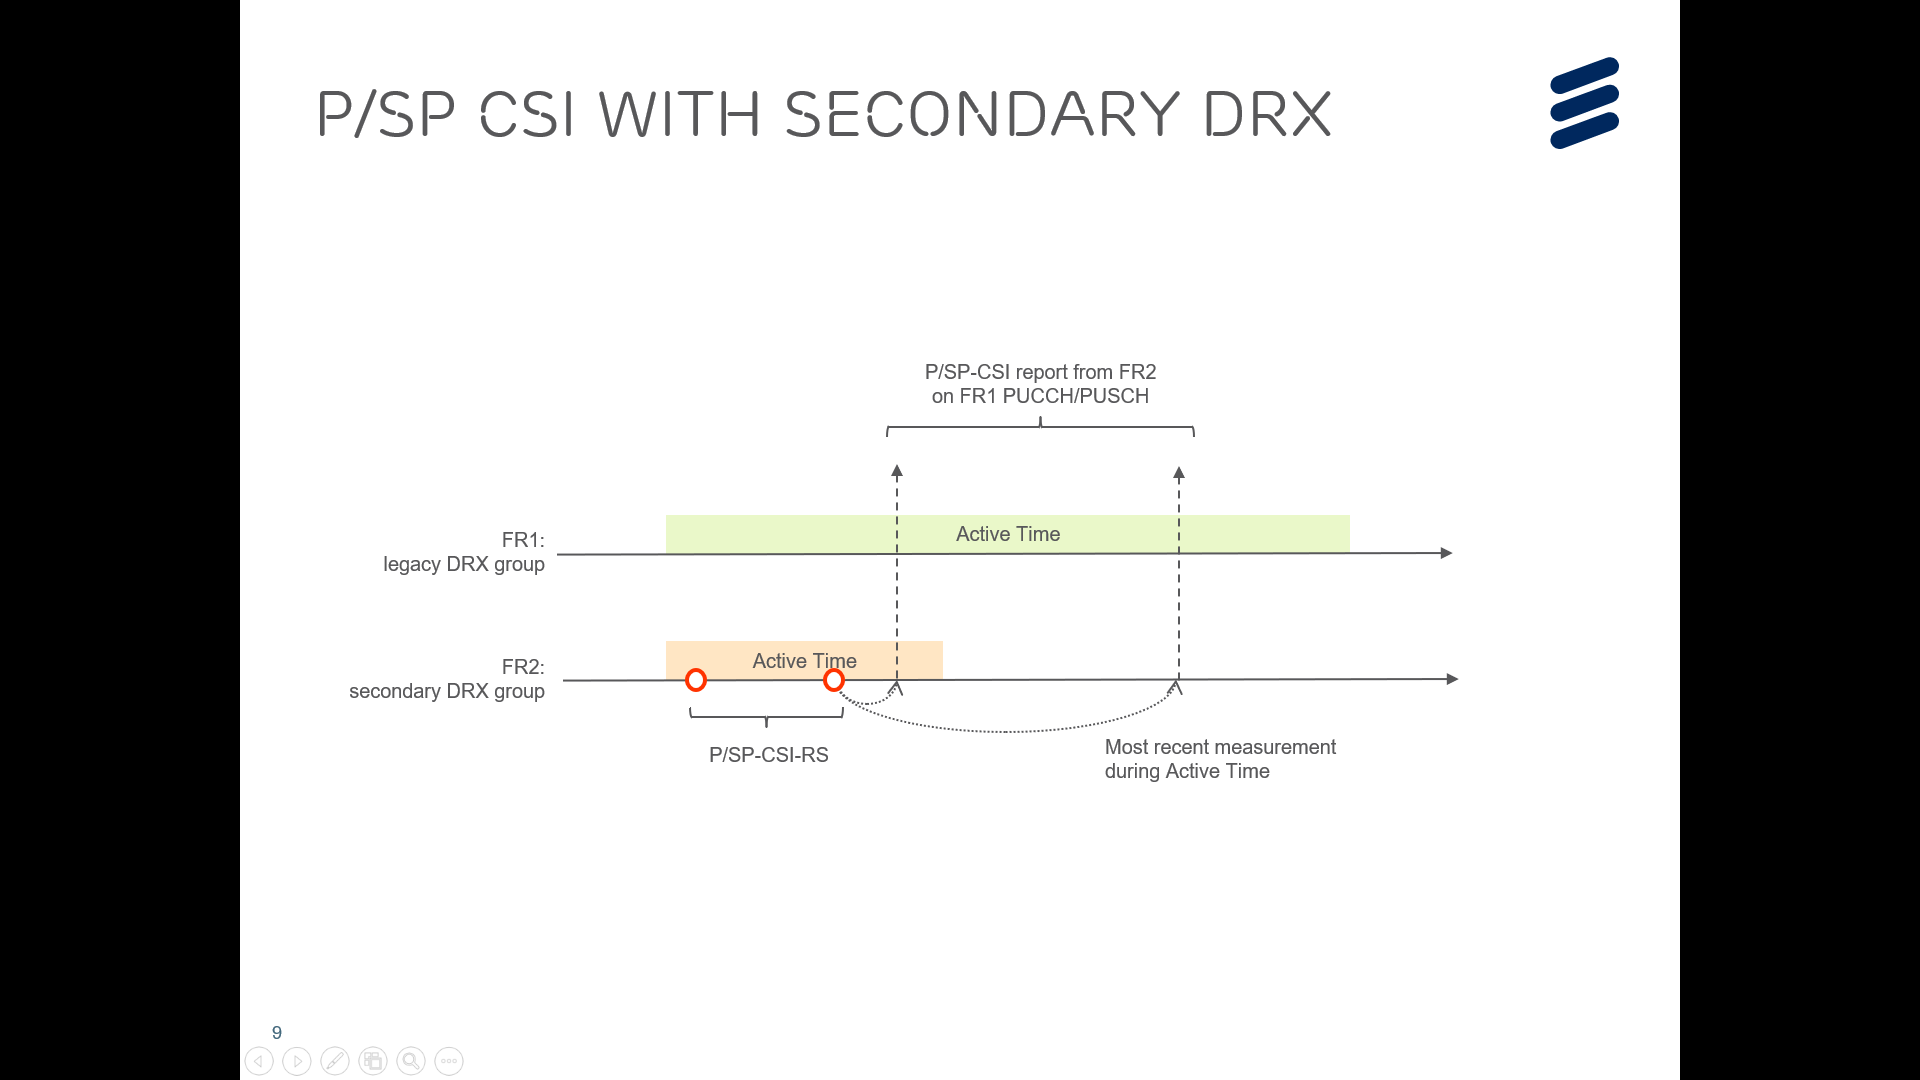 P/SP CSI WITH SECONDARY DRX
P/SP-CSI report from FR2
on FR1 PUCCH/PUSCH
Active Time
FR1:
legacy DRX group
Active Time
FR2:
secondary DRX group
P/SP-CSI-RS
Most recent measurement
during Active Time
9